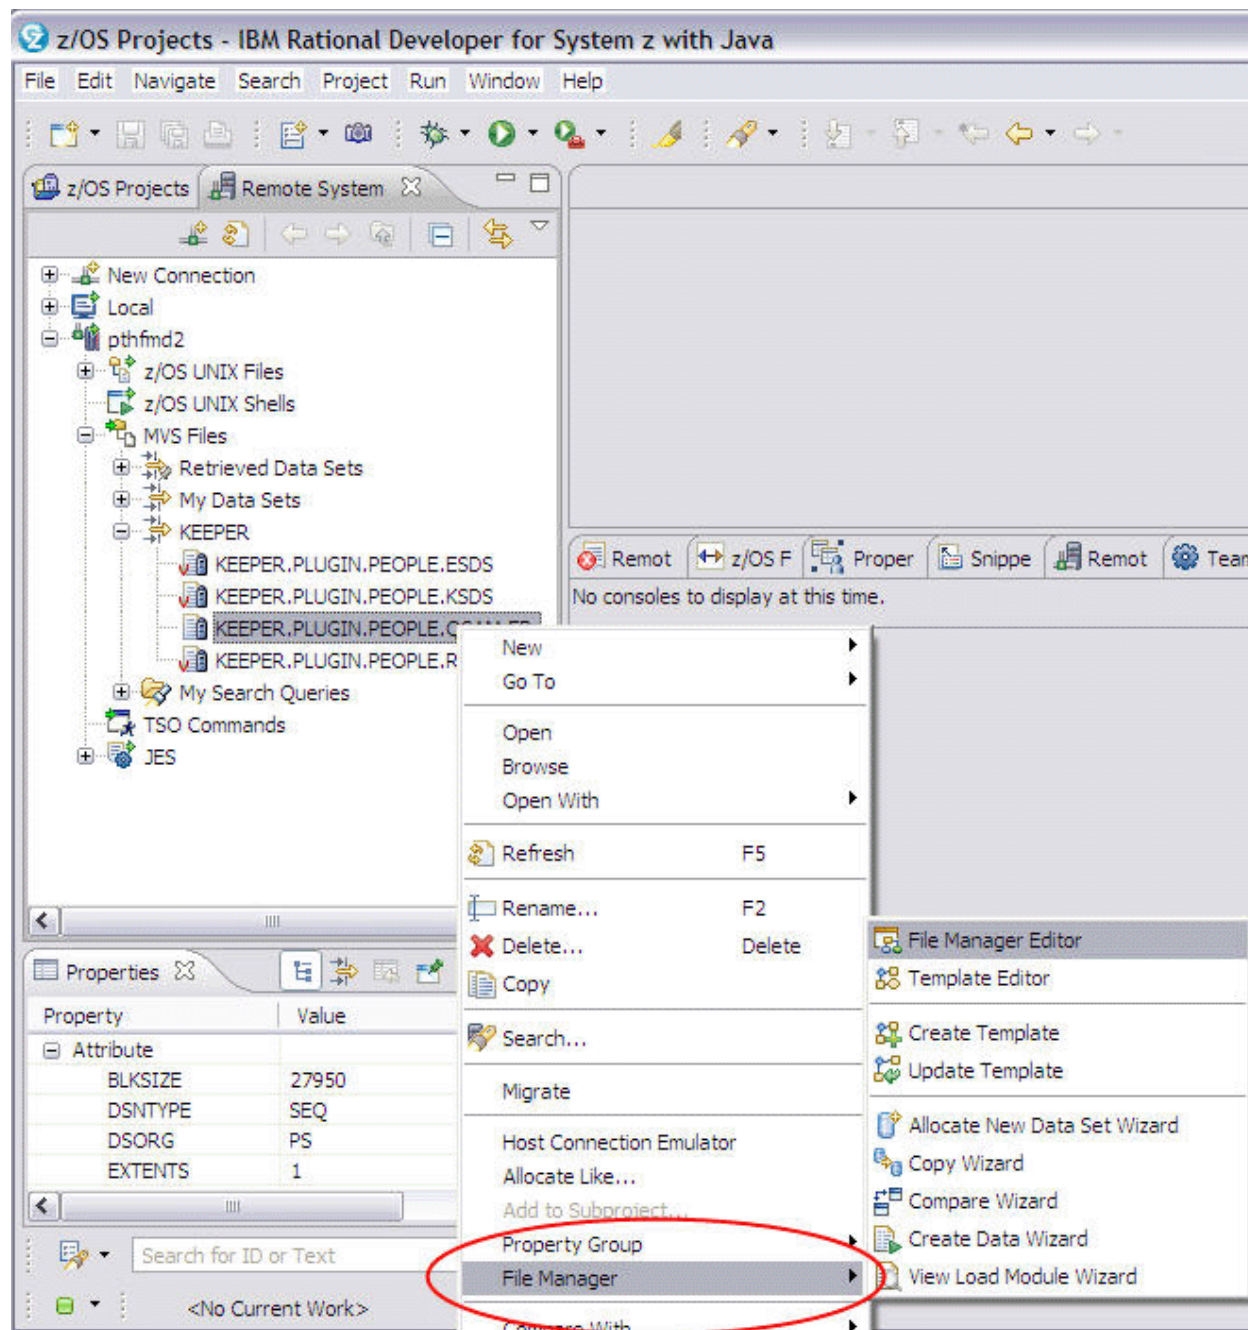 z/OS Projects - IBM Rational Developer for System z with Java
File Edit Navigate Search Project Run Window Help
z/OS Projects Remote System
New Connection
Local
pthfmd2
z/OS UNIX Files
z/OS UNIX Shells
MVS Files
Retrieved Data Sets
My Data Sets
KEEPER
KEEPER.PLUGIN.PEOPLE.ESDS
KEEPER.PLUGIN.PEOPLE.KSDS
KEEPER.PLUGIN.PEOPLE.QSAM.FB
KEEPER.PLUGIN.PEOPLE.R
My Search Queries
TSO Commands
JES
Remot z/OS F Proper Snippe Remot Team
No consoles to display at this time.
New
Go To
Open
Browse
Open With
Refresh F5
Rename... F2
Delete... Delete
Copy
Search...
Migrate
Host Connection Emulator
Allocate Like...
Add to Subproject...
Property Group
File Manager
Compare With
File Manager Editor
Template Editor
Create Template
Update Template
Allocate New Data Set Wizard
Copy Wizard
Compare Wizard
Create Data Wizard
View Load Module Wizard
Properties
Property Value
Attribute
BLKSIZE 27950
DSNTYPE SEQ
DSORG PS
EXTENTS 1
Search for ID or Text
<No Current Work>